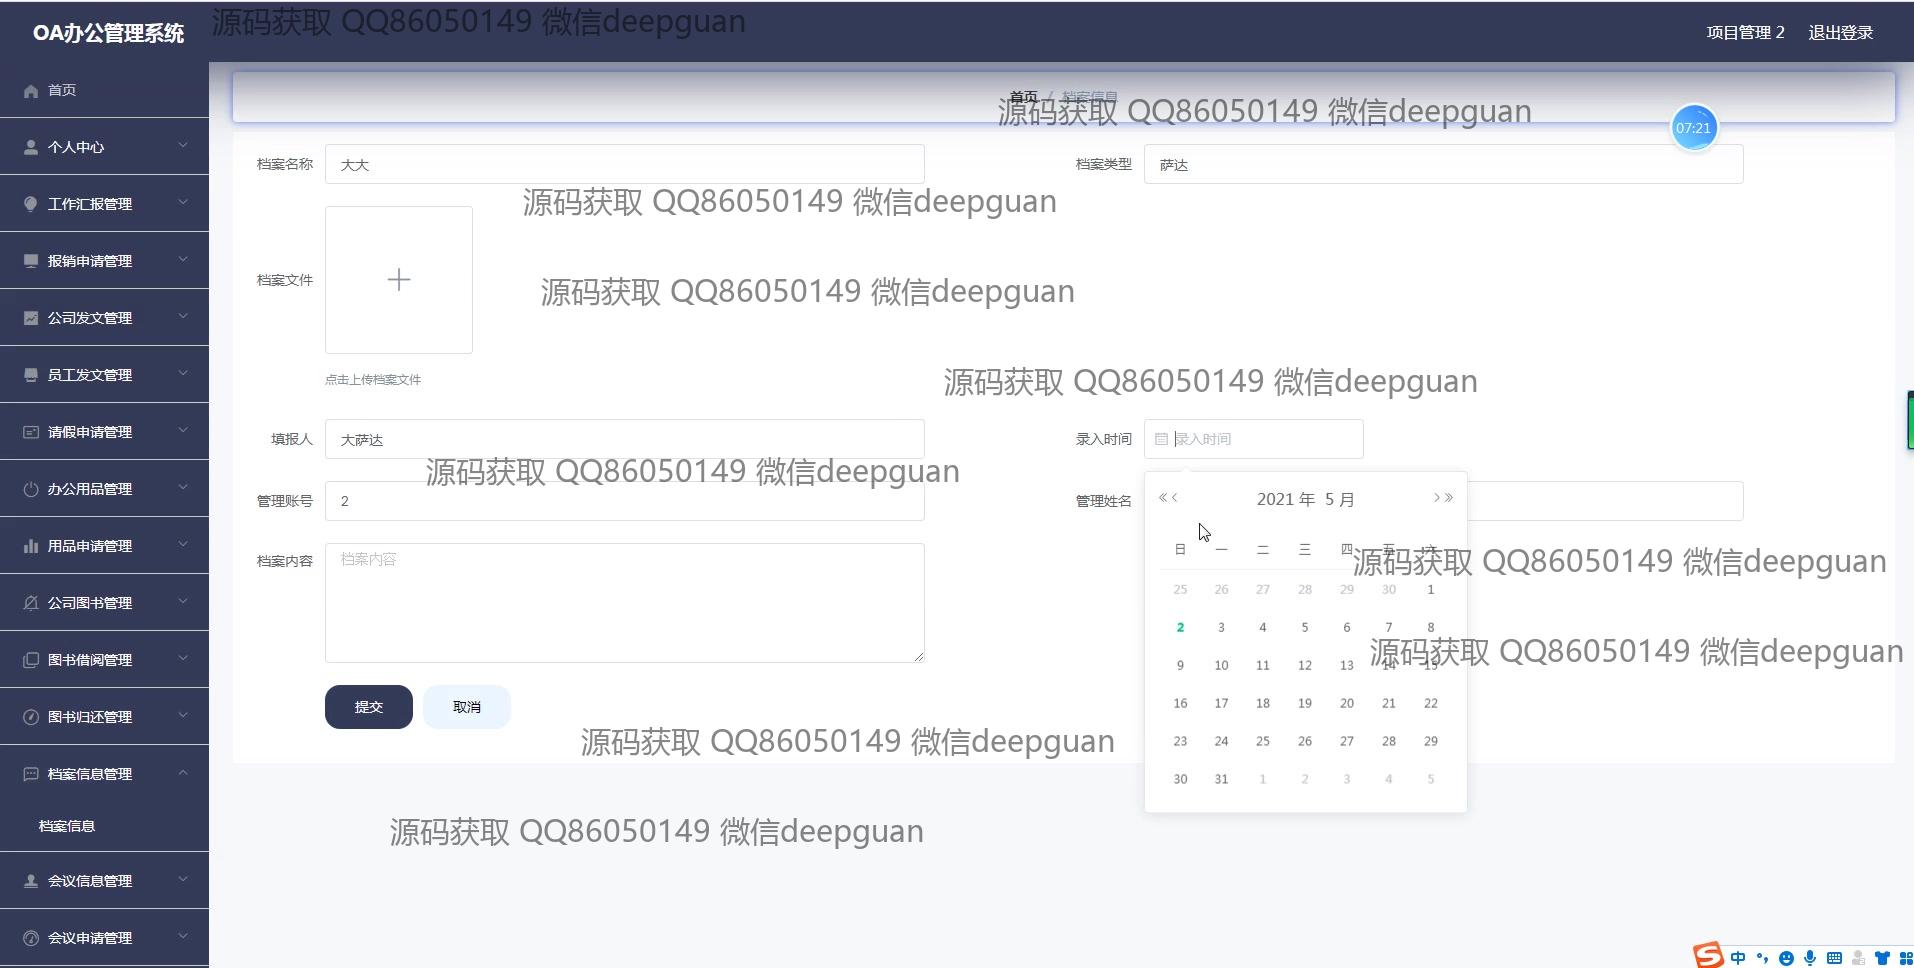 OA办公管理系统
源码获取 QQ86050149 微信deepguan
项目管理 2
退出登录
首页
首页 / 档案信息
源码获取 QQ86050149 微信deepguan
07:21
个人中心
档案名称
大大
档案类型
萨达
工作汇报管理
源码获取 QQ86050149 微信deepguan
报销申请管理
档案文件
源码获取 QQ86050149 微信deepguan
公司发文管理
员工发文管理
点击上传档案文件
源码获取 QQ86050149 微信deepguan
请假申请管理
填报人
大萨达
录入时间
录入时间
源码获取 QQ86050149 微信deepguan
办公用品管理
管理账号
2
管理姓名
2021 年 5 月
用品申请管理
档案内容
档案内容
日 一 二 三 四 五 六
源码获取 QQ86050149 微信deepguan
25 26 27 28 29 30 1
公司图书管理
2 3 4 5 6 7 8
图书借阅管理
源码获取 QQ86050149 微信deepguan
9 10 11 12 13 14 15
图书归还管理
提交
取消
16 17 18 19 20 21 22
源码获取 QQ86050149 微信deepguan
23 24 25 26 27 28 29
档案信息管理
30 31 1 2 3 4 5
档案信息
源码获取 QQ86050149 微信deepguan
会议信息管理
会议申请管理
中